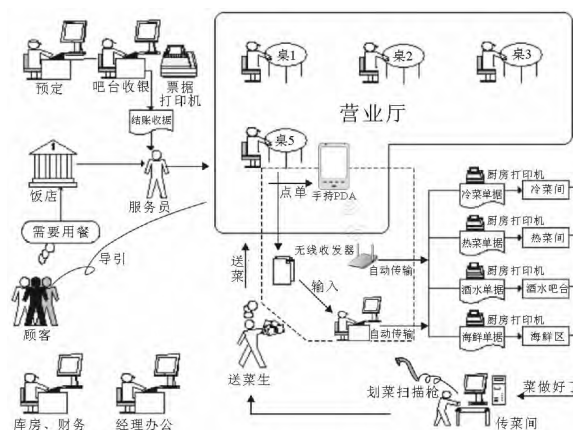 预定
吧台收银
票据
打印机
结账收据
饭店
服务员
需要用餐
导引
顾客
库房、财务
经理办公
桌1
桌2
桌3
营业厅
桌5
点单
手持PDA
无线收发器
自动传输
送菜
输入
自动传输
送菜生
厨房打印机
冷菜单据
冷菜间
厨房打印机
热菜单据
热菜间
厨房打印机
酒水单据
酒水吧台
厨房打印机
海鲜单据
海鲜区
划菜扫描枪
菜做好了
传菜间